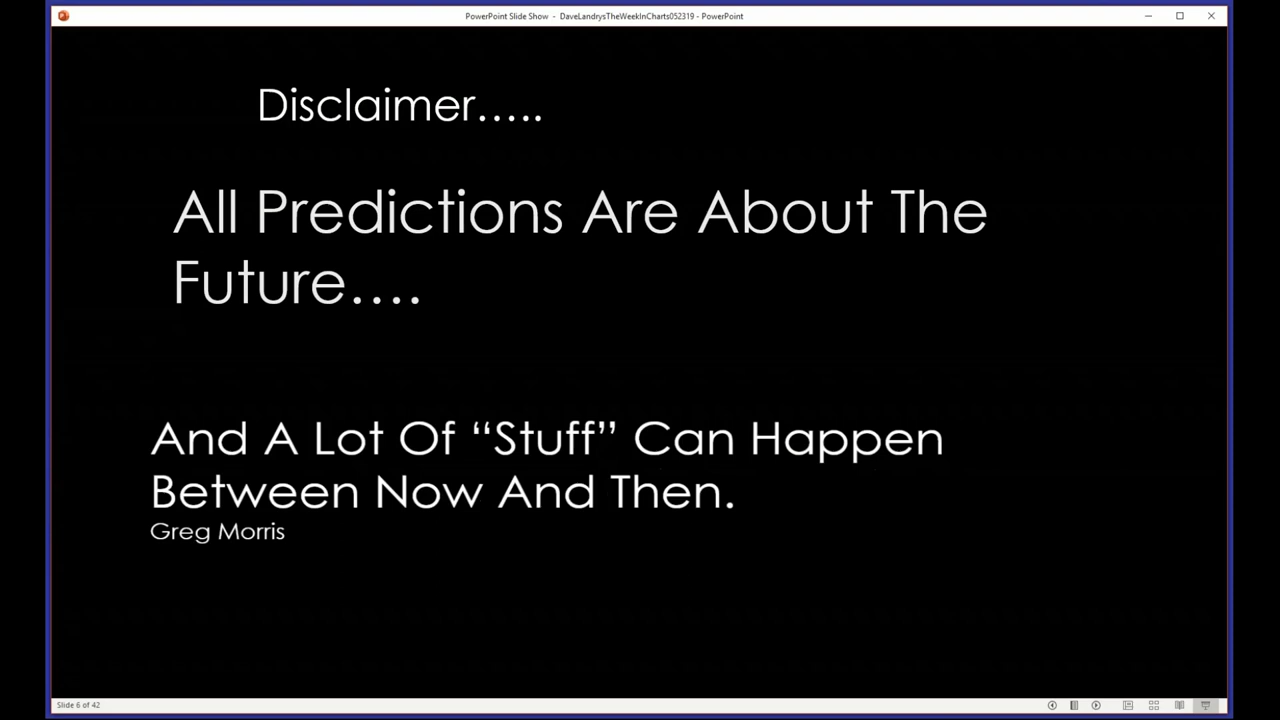 PowerPoint Slide Show - DaveLandrysTheWeekInCharts052319 - PowerPoint
Disclaimer.....
All Predictions Are About The
Future....
And A Lot Of “Stuff” Can Happen
Between Now And Then.
Greg Morris
Slide 6 of 42